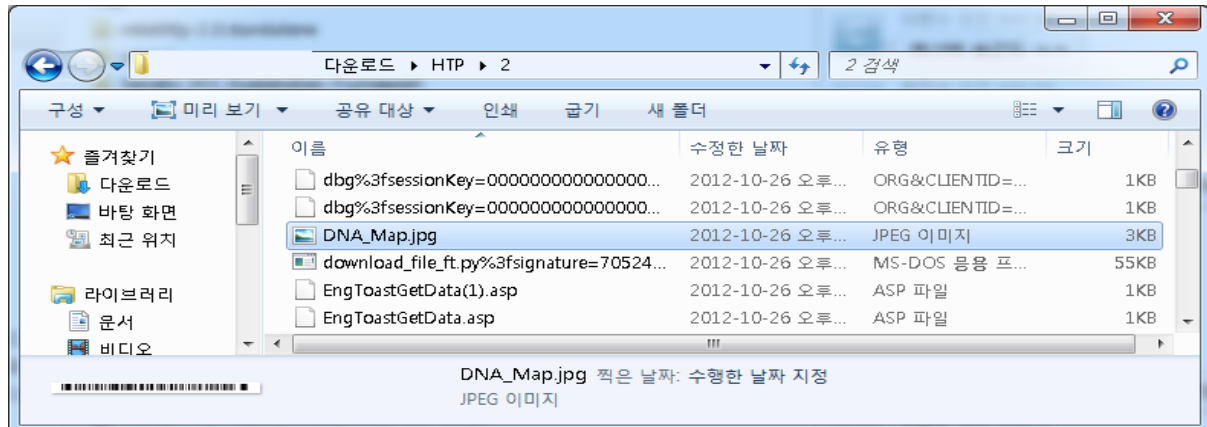 다운로드 ▸ HTP ▸ 2
2 검색
구성 미리 보기 공유 대상 인쇄 굽기 새 폴더
즐겨찾기
다운로드
바탕 화면
최근 위치
라이브러리
문서
비디오
이름 수정한 날짜 유형 크기
dbg%3fsessionKey=000000000000000... 2012-10-26 오후... ORG&CLIENTID=... 1KB
dbg%3fsessionKey=000000000000000... 2012-10-26 오후... ORG&CLIENTID=... 1KB
DNA_Map.jpg 2012-10-26 오후... JPEG 이미지 3KB
download_file_ft.py%3fsignature=70524... 2012-10-26 오후... MS-DOS 응용 프... 55KB
EngToastGetData(1).asp 2012-10-26 오후... ASP 파일 1KB
EngToastGetData.asp 2012-10-26 오후... ASP 파일 1KB
DNA_Map.jpg 찍은 날짜: 수행한 날짜 지정
JPEG 이미지